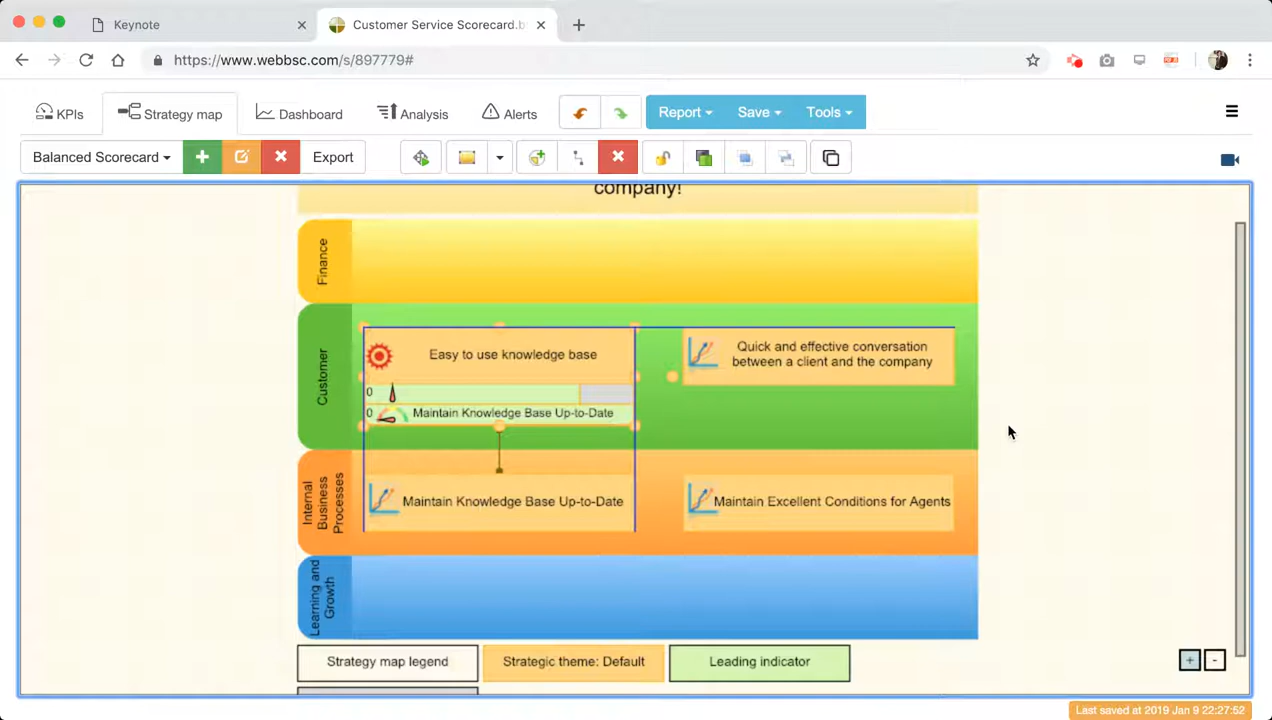 Keynote
Customer Service Scorecard.b
https://www.webbsc.com/s/897779#
KPIs
Strategy map
Dashboard
Analysis
Alerts
Report
Save
Tools
Balanced Scorecard
Export
company!
Finance
Customer
Easy to use knowledge base
0
0 Maintain Knowledge Base Up-to-Date
Quick and effective conversation
between a client and the company
Internal
Business
Processes
Maintain Knowledge Base Up-to-Date
Maintain Excellent Conditions for Agents
Learning and
Growth
Strategy map legend
Strategic theme: Default
Leading indicator
+
-
Last saved at 2019 Jan 9 22:27:52